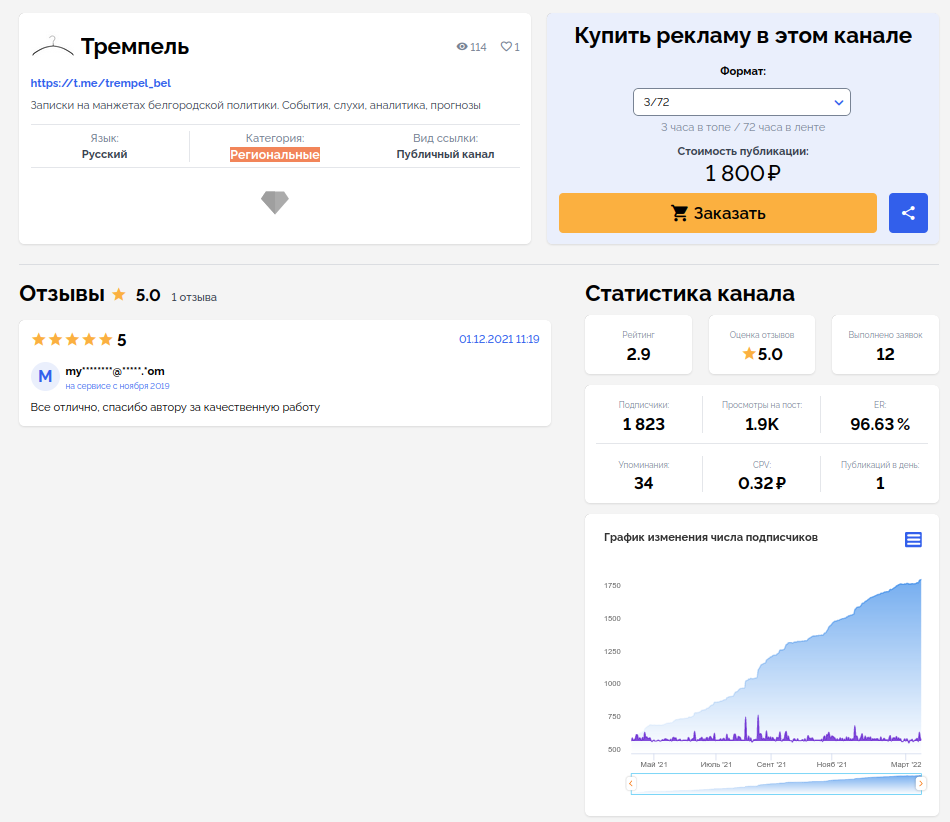 Тремпель
114
1
https://t.me/trempel_bel
Записки на манжетах белгородской политики. События, слухи, аналитика, прогнозы
Язык:
Русский
Категория:
Региональные
Вид ссылки:
Публичный канал
Купить рекламу в этом канале
Формат:
3/72
3 часа в топе / 72 часа в ленте
Стоимость публикации:
1 800 ₽
Заказать
Отзывы 5.0 1 отзыва
5
01.12.2021 11:19
M
my********@*****.*om
на сервисе с ноября 2019
Все отлично, спасибо автору за качественную работу
Статистика канала
Рейтинг
2.9
Оценка отзывов
5.0
Выполнено заявок
12
Подписчики:
1 823
Просмотры на пост:
1.9K
ER:
96.63 %
Упоминания:
34
CPV:
0.32 ₽
Публикаций в день:
1
График изменения числа подписчиков
1750
1500
1250
1000
750
500
Май '21
Июль '21
Сент '21
Нояб '21
Март '22